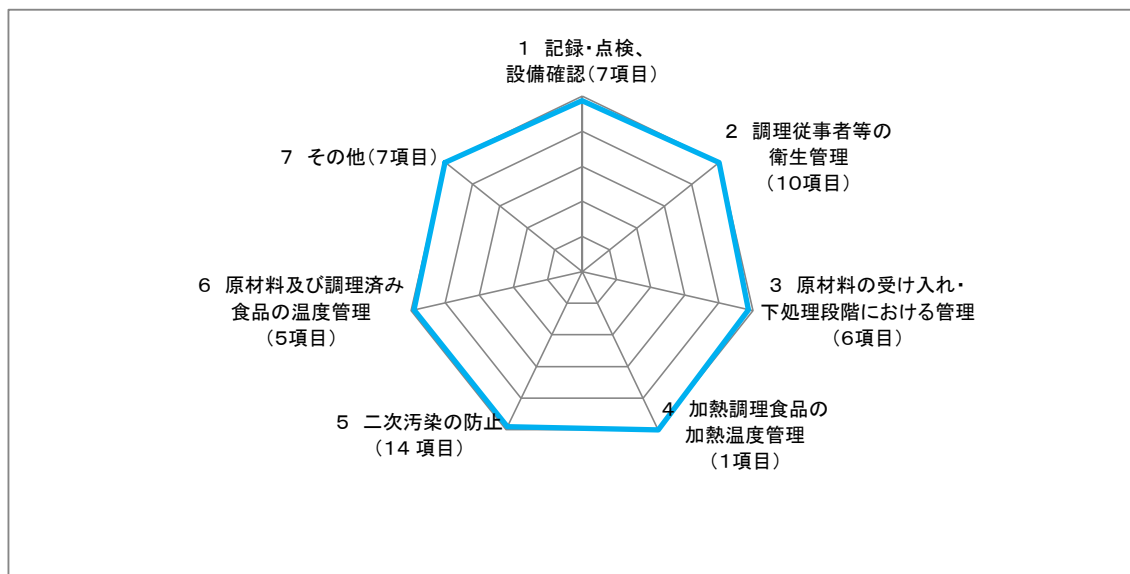 1 記録・点検、
設備確認（7項目）
2 調理従事者等の
衛生管理
（10項目）
3 原材料の受け入れ・
下処理段階における管理
（6項目）
4 加熱調理食品の
加熱温度管理
（1項目）
5 二次汚染の防止
（14 項目）
6 原材料及び調理済み
食品の温度管理
（5項目）
7 その他（7項目）